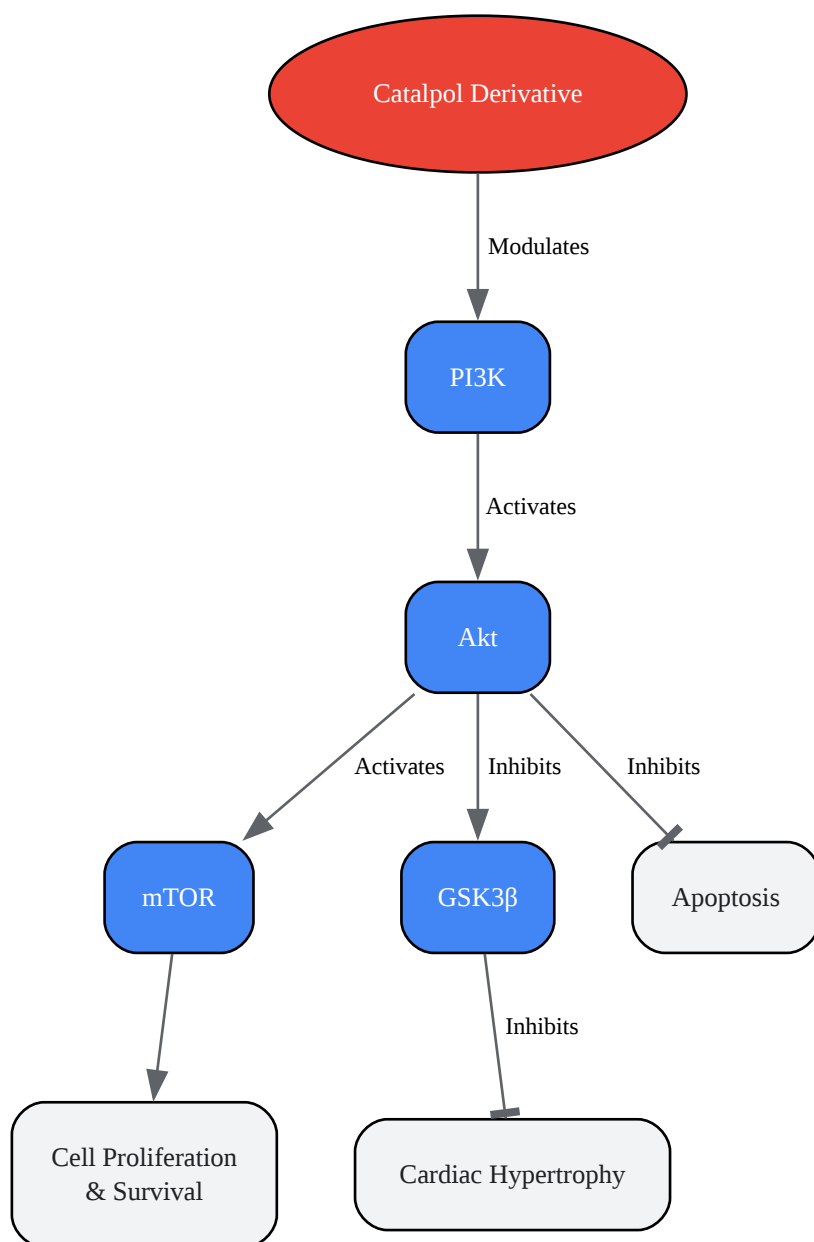 Catalpol Derivative
Modulates
PI3K
Activates
Akt
Activates
Inhibits
Inhibits
mTOR
GSK3β
Apoptosis
Inhibits
Cell Proliferation
& Survival
Cardiac Hypertrophy